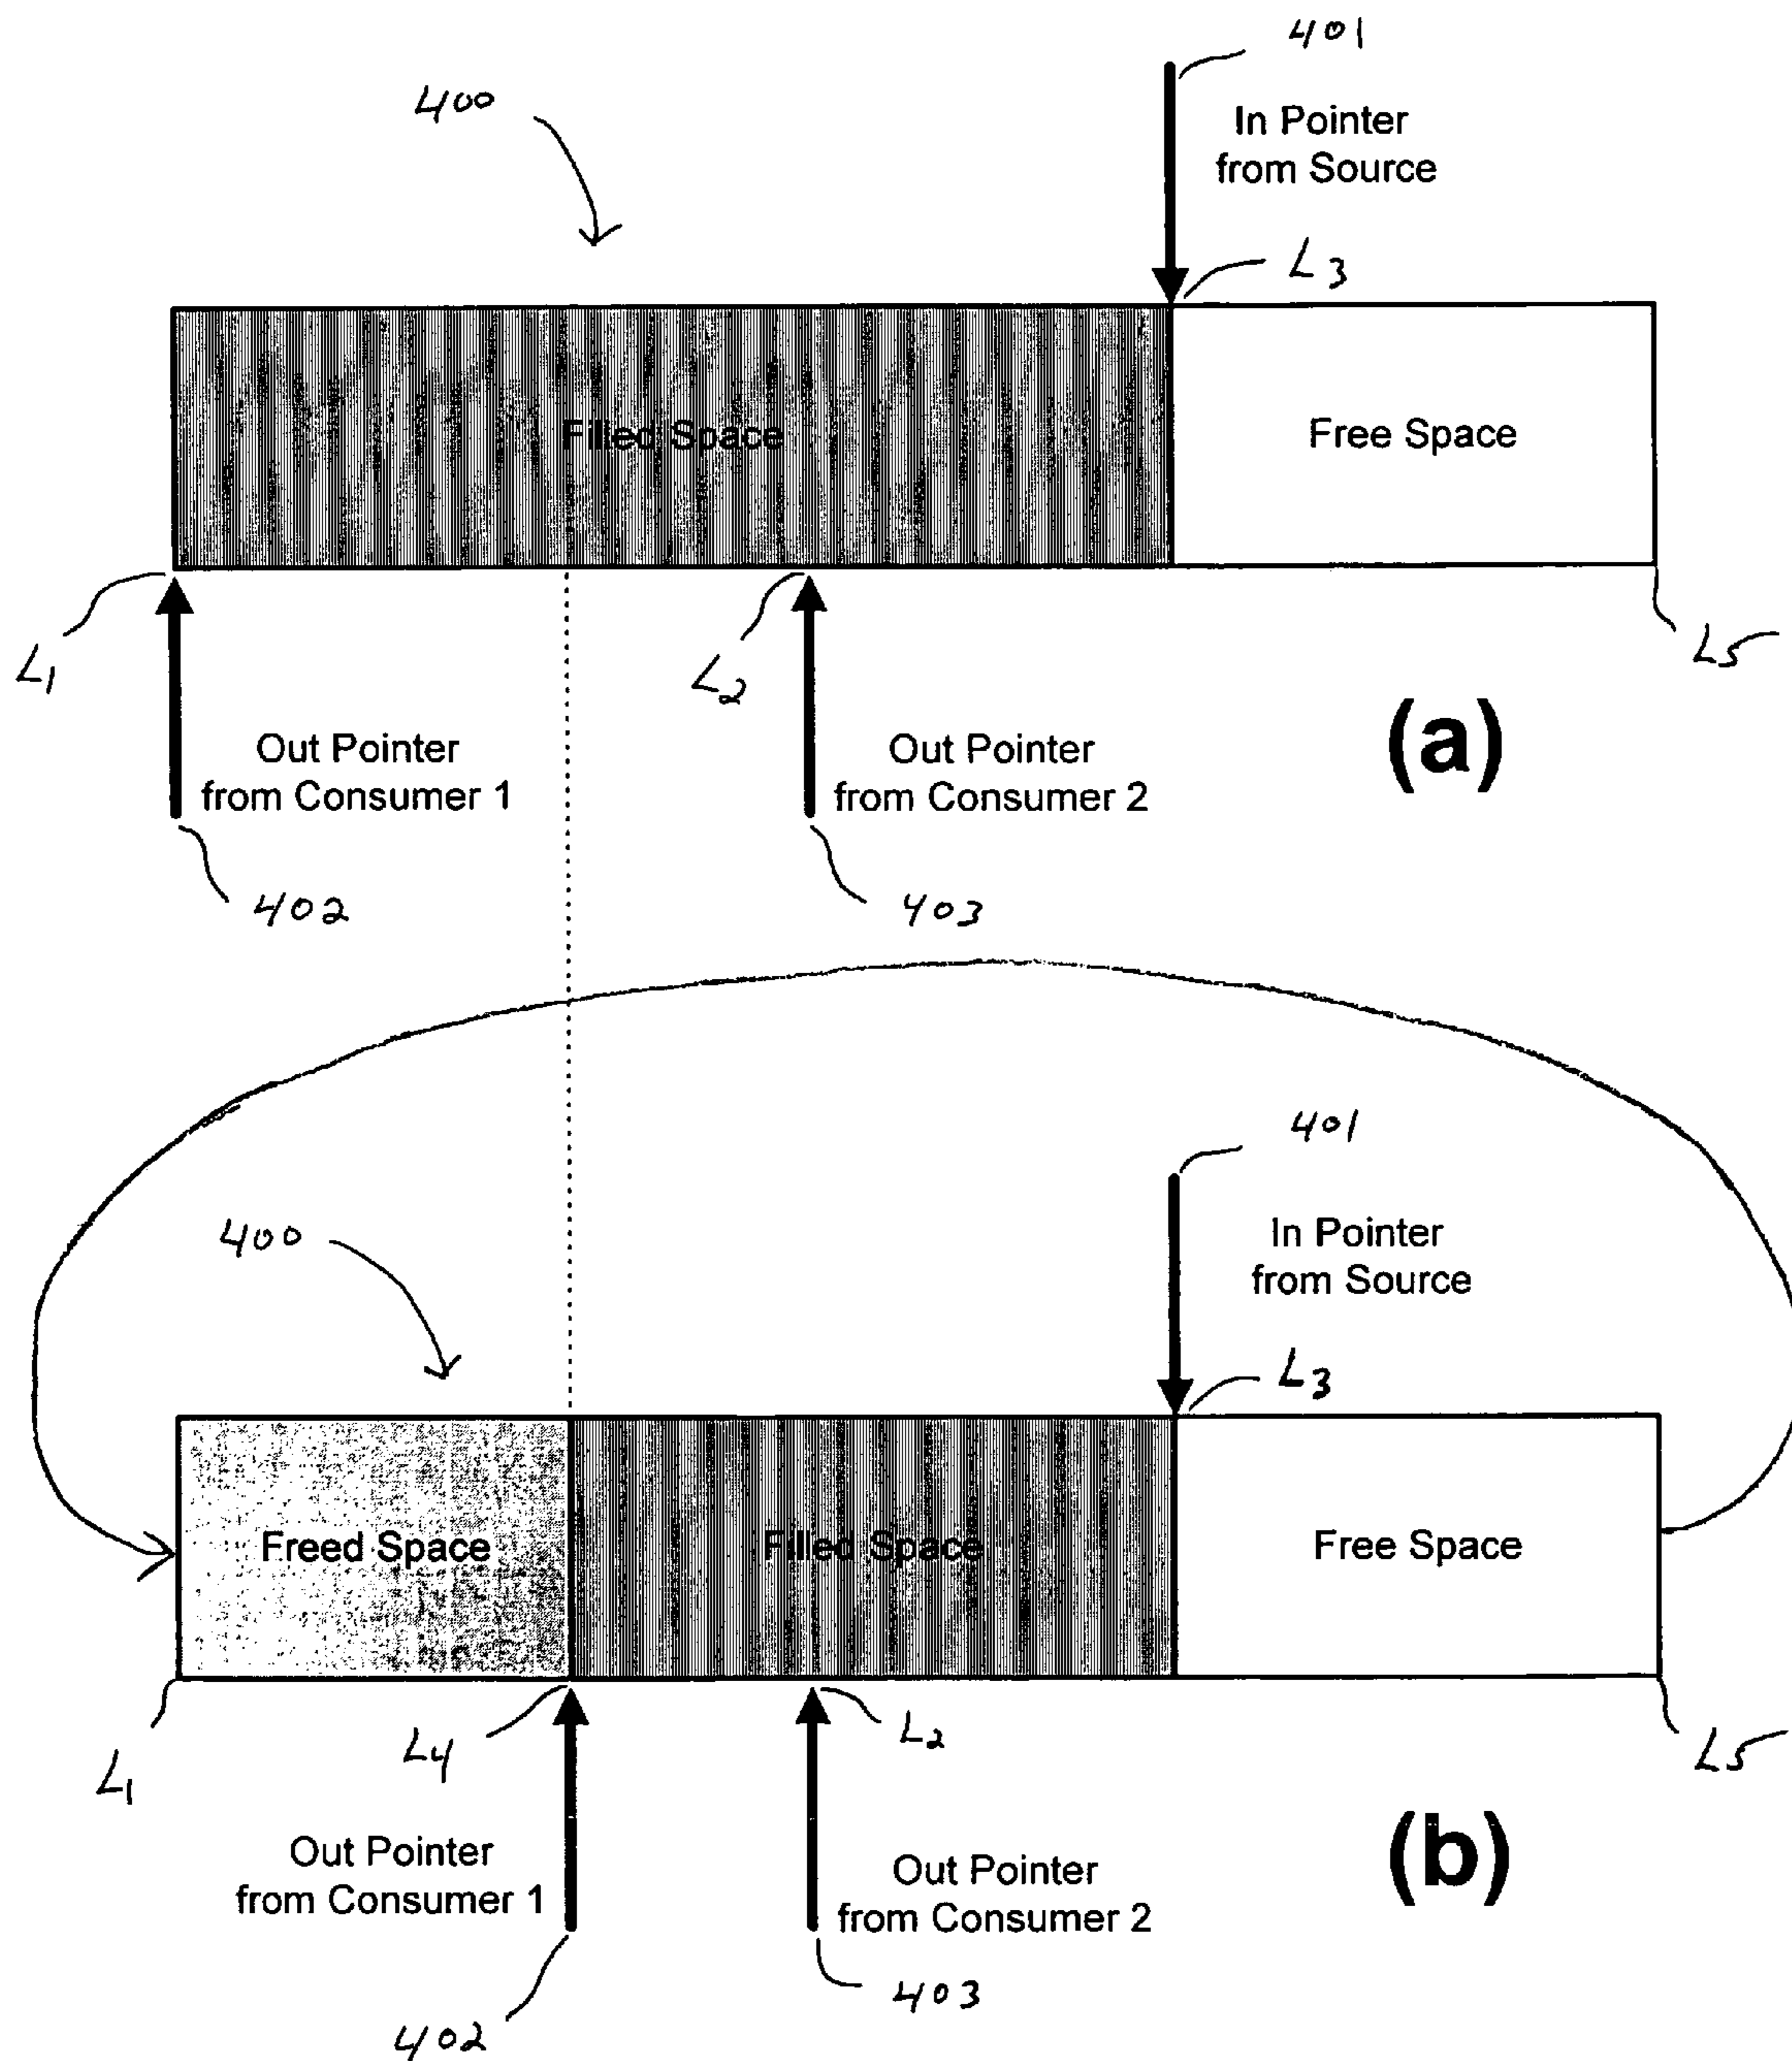 401
400
In Pointer
from Source
L3
Filled Space
Free Space
L1
L2
L5
Out Pointer
from Consumer 1
Out Pointer
from Consumer 2
(a)
402
403
401
400
In Pointer
from Source
L3
Freed Space
Filled Space
Free Space
L1
L4
L2
L5
Out Pointer
from Consumer 1
Out Pointer
from Consumer 2
(b)
402
403